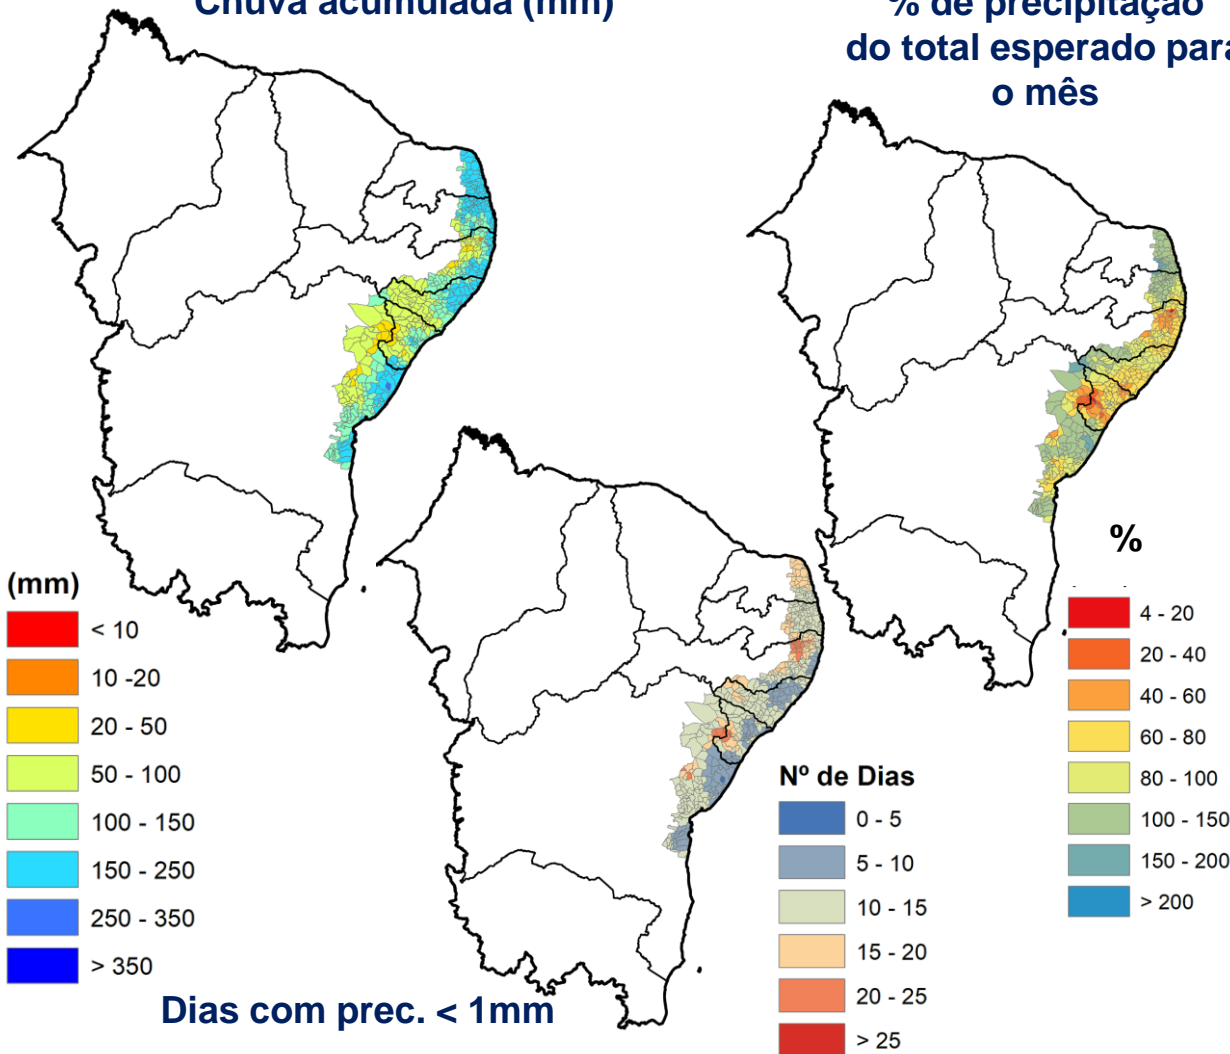 Chuva acumulada (mm)
% de precipitação
do total esperado para
o mês
(mm)
< 10
10 -20
20 - 50
50 - 100
100 - 150
150 - 250
250 - 350
> 350
Dias com prec. < 1mm
Nº de Dias
0 - 5
5 - 10
10 - 15
15 - 20
20 - 25
> 25
%
4 - 20
20 - 40
40 - 60
60 - 80
80 - 100
100 - 150
150 - 200
> 200